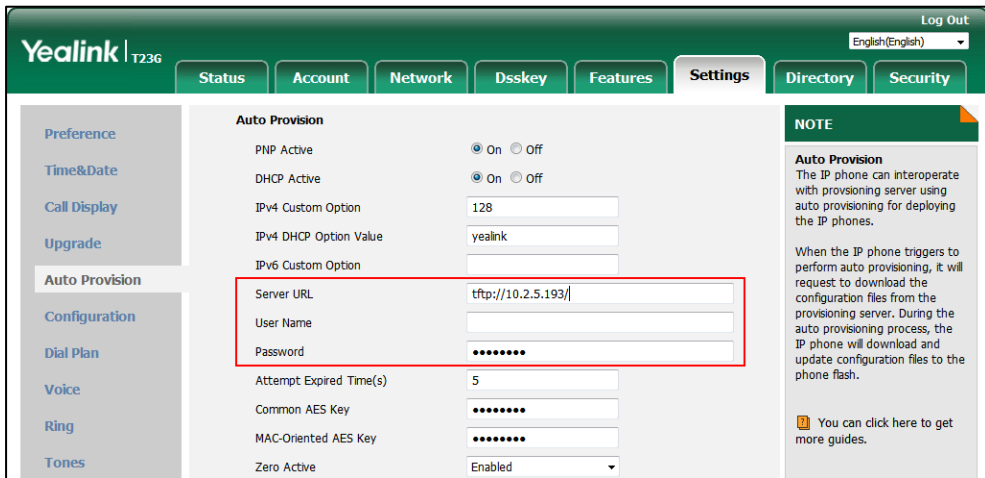 Log Out
Yealink T23G
English(English)
Status Account Network Dsskey Features Settings Directory Security
Preference
Time&Date
Call Display
Upgrade
Auto Provision
Configuration
Dial Plan
Voice
Ring
Tones
Auto Provision
PNP Active On Off
DHCP Active On Off
IPv4 Custom Option 128
IPv4 DHCP Option Value yealink
IPv6 Custom Option
Server URL tftp://10.2.5.193/
User Name
Password ••••••••
Attempt Expired Time(s) 5
Common AES Key ••••••••
MAC-Oriented AES Key ••••••••
Zero Active Enabled
NOTE
Auto Provision
The IP phone can interoperate
with provsioning server using
auto provisioning for deploying
the IP phones.
When the IP phone triggers to
perform auto provisioning, it will
request to download the
configuration files from the
provisioning server. During the
auto provisioning process, the
IP phone will download and
update configuration files to the
phone flash.
You can click here to get
more guides.